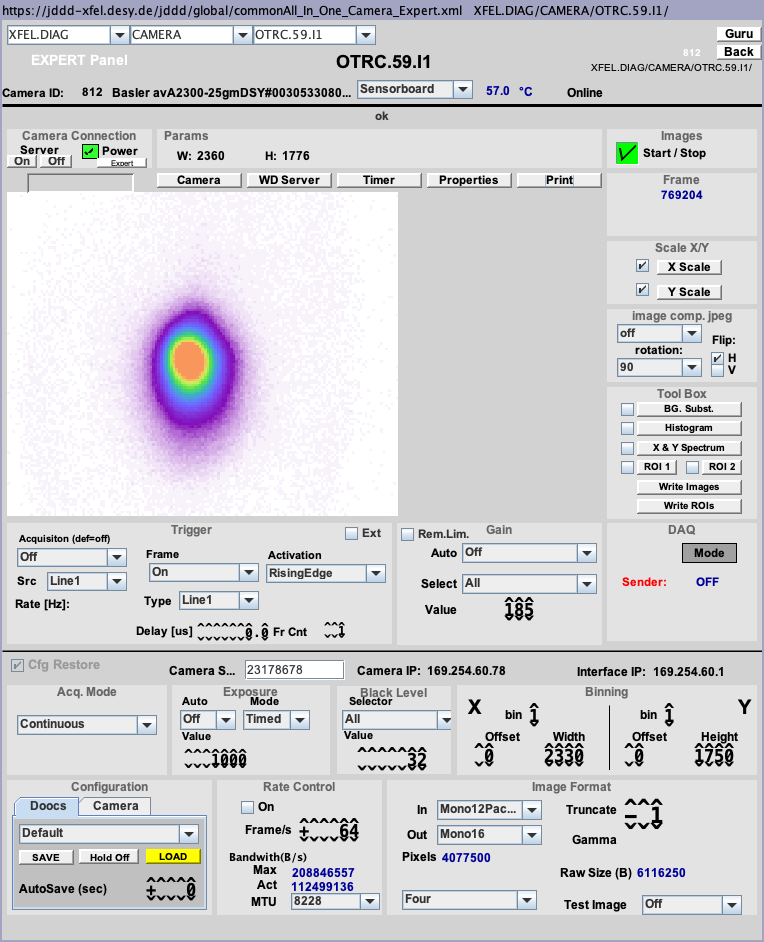 https://jddd-xfel.desy.de/jddd/global/commonAll_In_One_Camera_Expert.xml XFEL.DIAG/CAMERA/OTRC.59.I1/
XFEL.DIAG CAMERA OTRC.59.I1 Guru
EXPERT Panel OTRC.59.I1 812 Back
XFEL.DIAG/CAMERA/OTRC.59.I1/
Camera ID: 812 Basler avA2300-25gmDSY#0030533080... Sensorboard 57.0 °C Online
ok
Camera Connection Params Images
Server Power W: 2360 H: 1776 Start / Stop
On Off Expert
Camera WD Server Timer Properties Print Frame
769204
Scale X/Y
X Scale
Y Scale
image comp. jpeg
off Flip:
rotation: H
90 V
Tool Box
BG. Subst.
Histogram
X & Y Spectrum
ROI 1 ROI 2
Write Images
Write ROIs
Trigger Ext Gain DAQ
Acquisiton (def=off) Rem.Lim.
Off Frame Activation Auto Off Mode
On RisingEdge
Src Line1 Select All Sender: OFF
Rate [Hz]: Type Line1 Value 185
Delay [us] 0.0 Fr Cnt 1
Cfg Restore Camera S... 23178678 Camera IP: 169.254.60.78 Interface IP: 169.254.60.1
Acq. Mode Exposure Black Level Binning
Auto Mode Selector X bin 1 bin 1 Y
Continuous Off Timed All
Value Value Offset Width Offset Height
1000 32 0 2330 0 1750
Configuration Rate Control Image Format
Doocs Camera On In Mono12Pac... Truncate - 1
Default Frame/s + 64 Out Mono16 Gamma
SAVE Hold Off LOAD Bandwith(B/s) Pixels 4077500
Max 208846557 Raw Size (B) 6116250
AutoSave (sec) + 0 Act 112499136
MTU 8228 Four Test Image Off